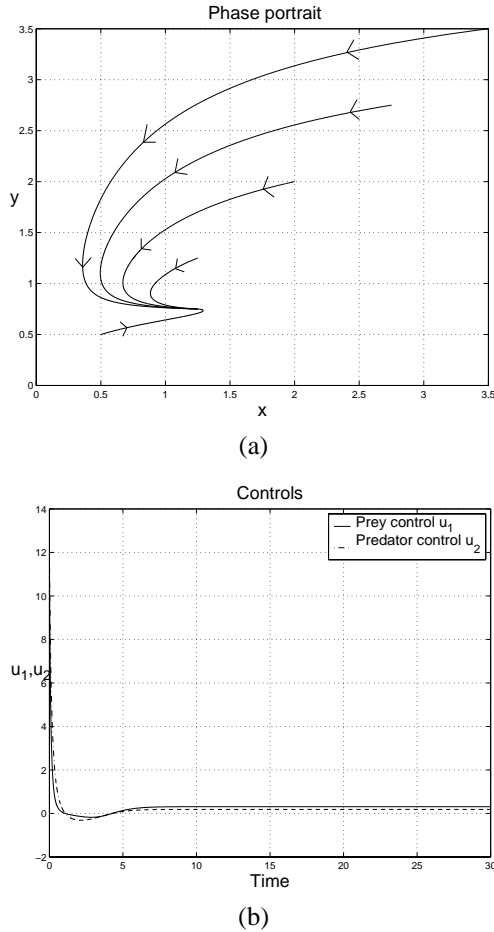 Phase portrait
3.5
3
2.5
2
y
1.5
1
0.5
0
0 0.5 1 1.5 2 2.5 3 3.5
x
(a)
Controls
14
12
10
8
u1,u2
6
4
2
0
−2
Prey control u1
Predator control u2
0 5 10 15 20 25 30
Time
(b)